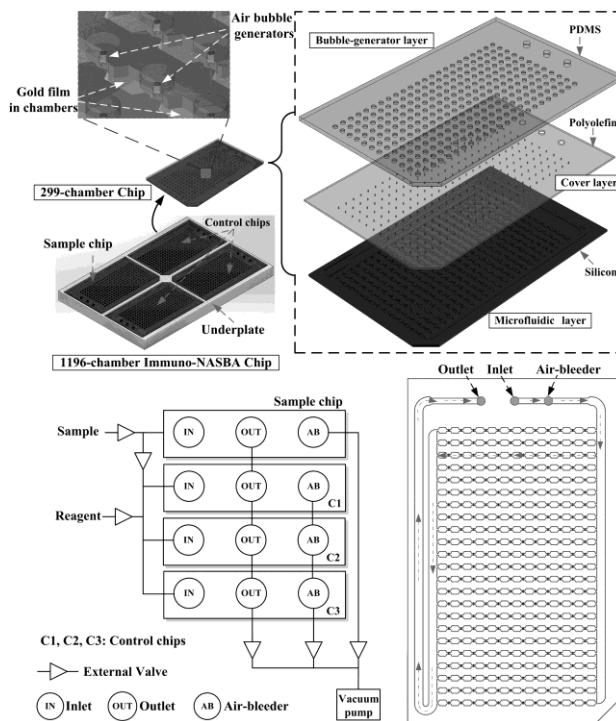 Air bubble
generators
Gold film
in chambers
299-chamber Chip
Sample chip
Control chips
Underplate
1196-chamber Immuno-NASBA Chip
Bubble-generator layer
PDMS
Polyolefin
Cover layer
Silicon
Microfluidic layer
Sample chip
Sample
IN
OUT
AB
Reagent
IN
OUT
AB
C1
IN
OUT
AB
C2
IN
OUT
AB
C3
C1, C2, C3: Control chips
External Valve
IN Inlet
OUT Outlet
AB Air-bleeder
Vacuum
pump
Outlet
Inlet
Air-bleeder